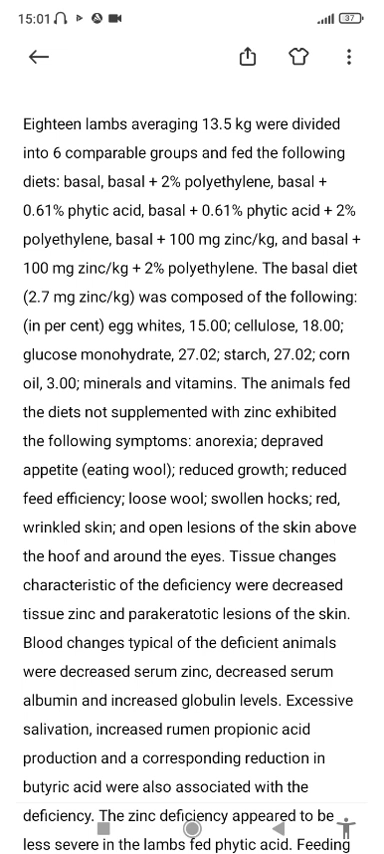 15:01
37
Eighteen lambs averaging 13.5 kg were divided
into 6 comparable groups and fed the following
diets: basal, basal + 2% polyethylene, basal +
0.61% phytic acid, basal + 0.61% phytic acid + 2%
polyethylene, basal + 100 mg zinc/kg, and basal +
100 mg zinc/kg + 2% polyethylene. The basal diet
(2.7 mg zinc/kg) was composed of the following:
(in per cent) egg whites, 15.00; cellulose, 18.00;
glucose monohydrate, 27.02; starch, 27.02; corn
oil, 3.00; minerals and vitamins. The animals fed
the diets not supplemented with zinc exhibited
the following symptoms: anorexia; depraved
appetite (eating wool); reduced growth; reduced
feed efficiency; loose wool; swollen hocks; red,
wrinkled skin; and open lesions of the skin above
the hoof and around the eyes. Tissue changes
characteristic of the deficiency were decreased
tissue zinc and parakeratotic lesions of the skin.
Blood changes typical of the deficient animals
were decreased serum zinc, decreased serum
albumin and increased globulin levels. Excessive
salivation, increased rumen propionic acid
production and a corresponding reduction in
butyric acid were also associated with the
deficiency. The zinc deficiency appeared to be
less severe in the lambs fed phytic acid. Feeding